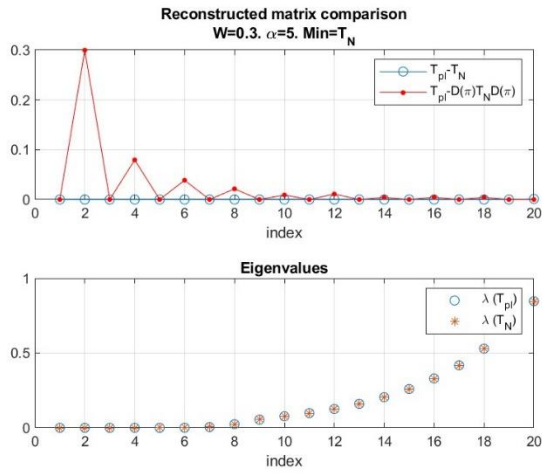 Reconstructed matrix comparison
W=0.3. α=5. Min=T_N
0.3
0.2
0.1
0
T_pl-T_N
T_pl-D(π)T_ND(π)
0 2 4 6 8 10 12 14 16 18 20
index
Eigenvalues
1
0.5
0
λ (T_pl)
λ (T_N)
0 2 4 6 8 10 12 14 16 18 20
index